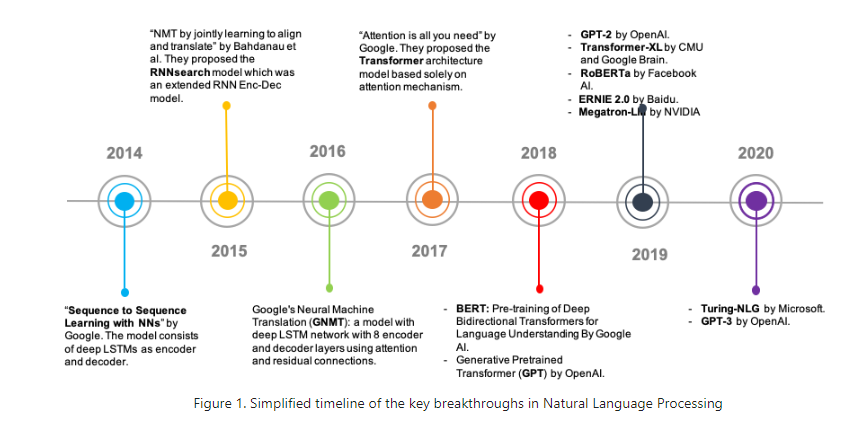 “NMT by jointly learning to align
and translate” by Bahdanau et
al. They proposed the
RNNsearch model which was
an extended RNN Enc-Dec
model.
“Attention is all you need” by
Google. They proposed the
Transformer architecture
model based solely on
attention mechanism.
- GPT-2 by OpenAI.
- Transformer-XL by CMU
and Google Brain.
- RoBERTa by Facebook
AI.
- ERNIE 2.0 by Baidu.
- Megatron-LM by NVIDIA
2014
2016
2018
2020
2015
2017
2019
“Sequence to Sequence
Learning with NNs” by
Google. The model consists
of deep LSTMs as encoder
and decoder.
Google's Neural Machine
Translation (GNMT): a model with
deep LSTM network with 8 encoder
and decoder layers using attention
and residual connections.
- BERT: Pre-training of Deep
Bidirectional Transformers for
Language Understanding By Google
AI.
- Generative Pretrained
Transformer (GPT) by OpenAI.
- Turing-NLG by Microsoft.
- GPT-3 by OpenAI.
Figure 1. Simplified timeline of the key breakthroughs in Natural Language Processing